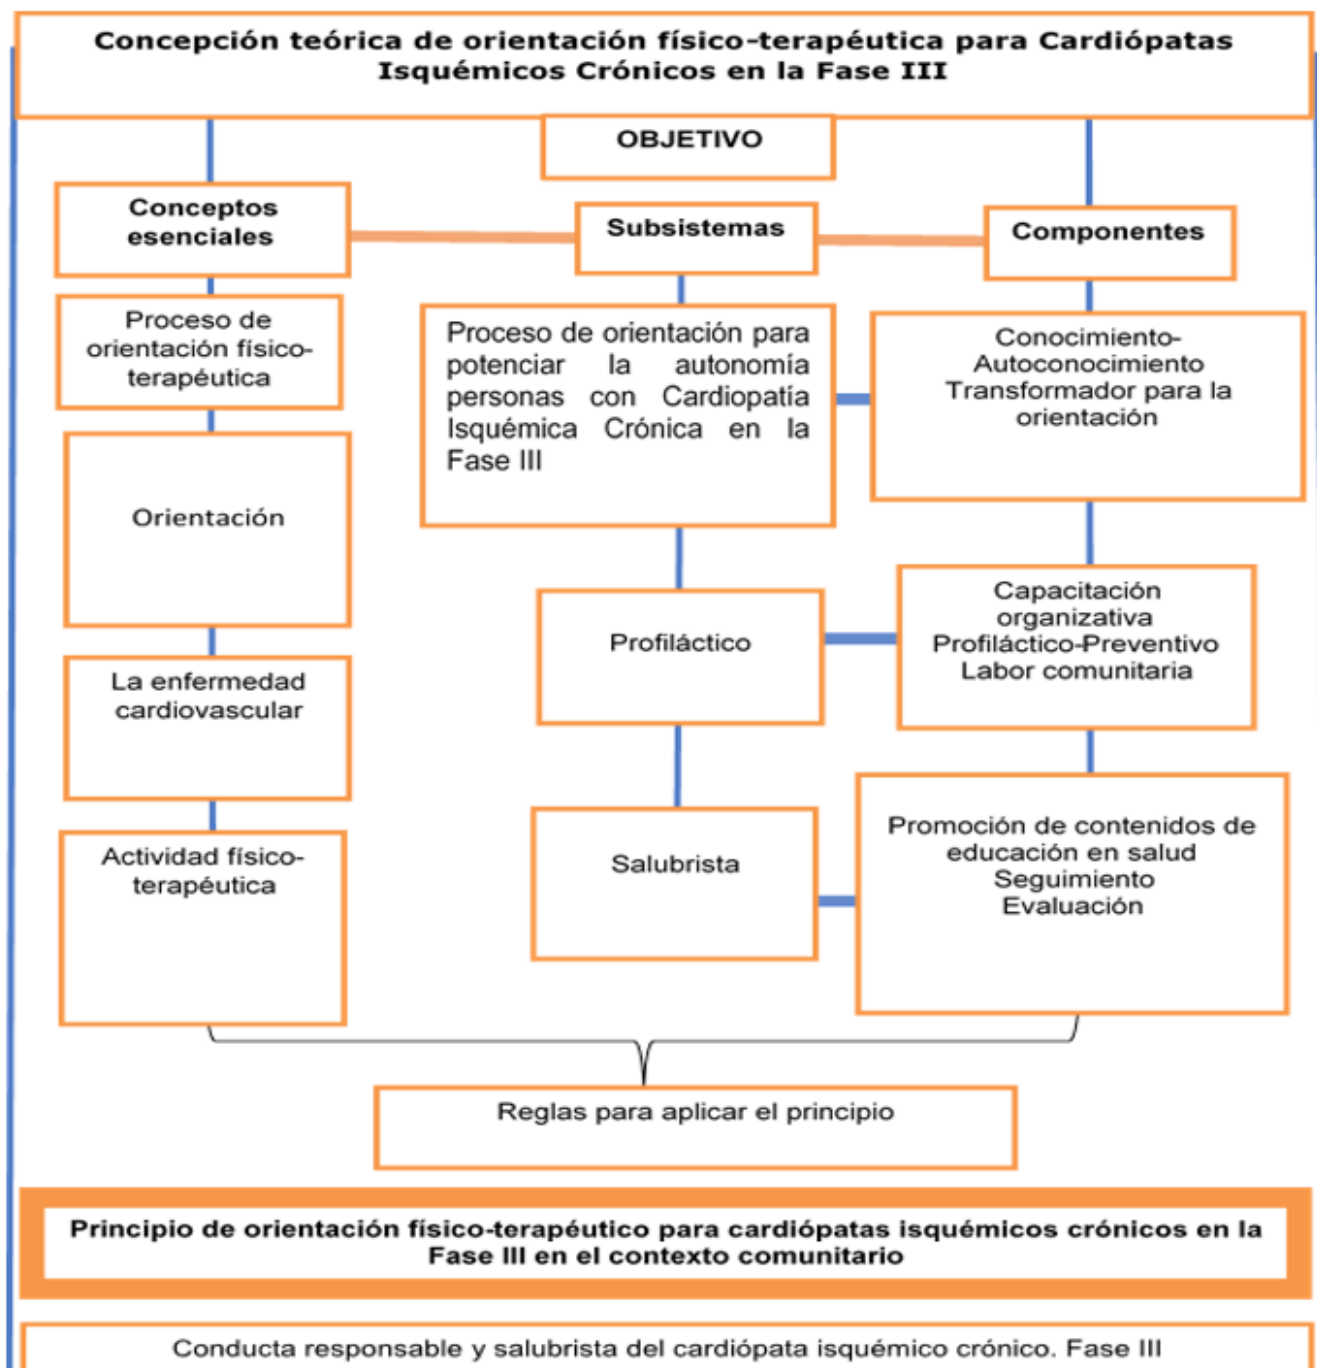 Concepción teórica de orientación físico-terapéutica para Cardiópatas
Isquémicos Crónicos en la Fase III
OBJETIVO
Conceptos
esenciales
Subsistemas
Componentes
Proceso de
orientación físico-
terapéutica
Orientación
La enfermedad
cardiovascular
Actividad físico-
terapéutica
Proceso de orientación para
potenciar la autonomía
personas con Cardiopatía
Isquémica Crónica en la
Fase III
Profiláctico
Salubrista
Conocimiento-
Autoconocimiento
Transformador para la
orientación
Capacitación
organizativa
Profiláctico-Preventivo
Labor comunitaria
Promoción de contenidos de
educación en salud
Seguimiento
Evaluación
Reglas para aplicar el principio
Principio de orientación físico-terapéutico para cardiópatas isquémicos crónicos en la
Fase III en el contexto comunitario
Conducta responsable y salubrista del cardiópata isquémico crónico. Fase III